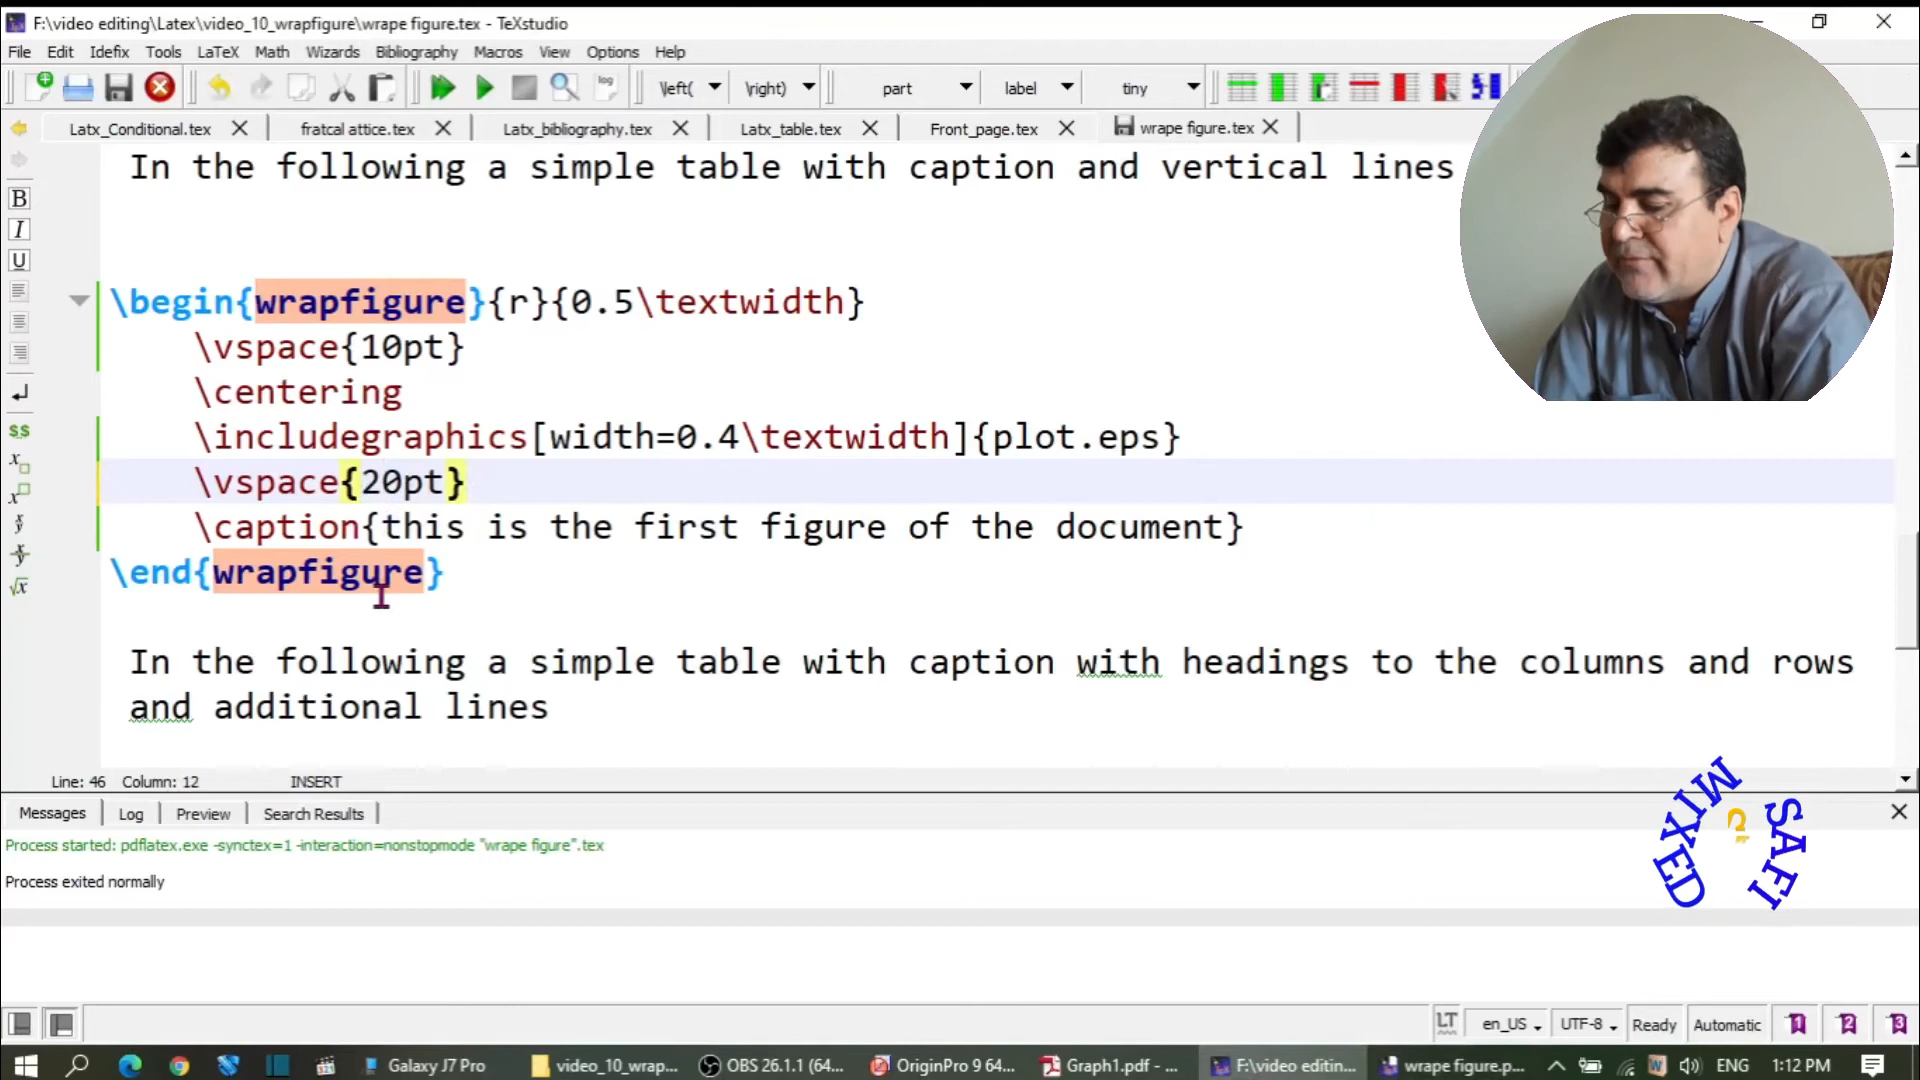 F:\video editing\Latex\video_10_wrapfigure\wrape figure.tex - TeXstudio
File Edit Idefix Tools LaTeX Math Wizards Bibliography Macros View Options Help
\left( \right) part label tiny
Latx_Conditional.tex fratcal attice.tex Latx_bibliography.tex Latx_table.tex Front_page.tex wrape figure.tex
In the following a simple table with caption and vertical lines
\begin{wrapfigure}{r}{0.5\textwidth}
\vspace{10pt}
\centering
\includegraphics[width=0.4\textwidth]{plot.eps}
\vspace{20pt}
\caption{this is the first figure of the document}
\end{wrapfigure}
In the following a simple table with caption with headings to the columns and rows
and additional lines
Line: 46 Column: 12 INSERT
Messages Log Preview Search Results
Process started: pdflatex.exe -synctex=1 -interaction=nonstopmode "wrape figure".tex
Process exited normally
MIXED
SAFI
LT en_US UTF-8 Ready Automatic 1 2 3
Galaxy J7 Pro video_10_wrap... OBS 26.1.1 (64... OriginPro 9 64... Graph1.pdf - ... F:\video editin... wrape figure.p... ENG 1:12 PM